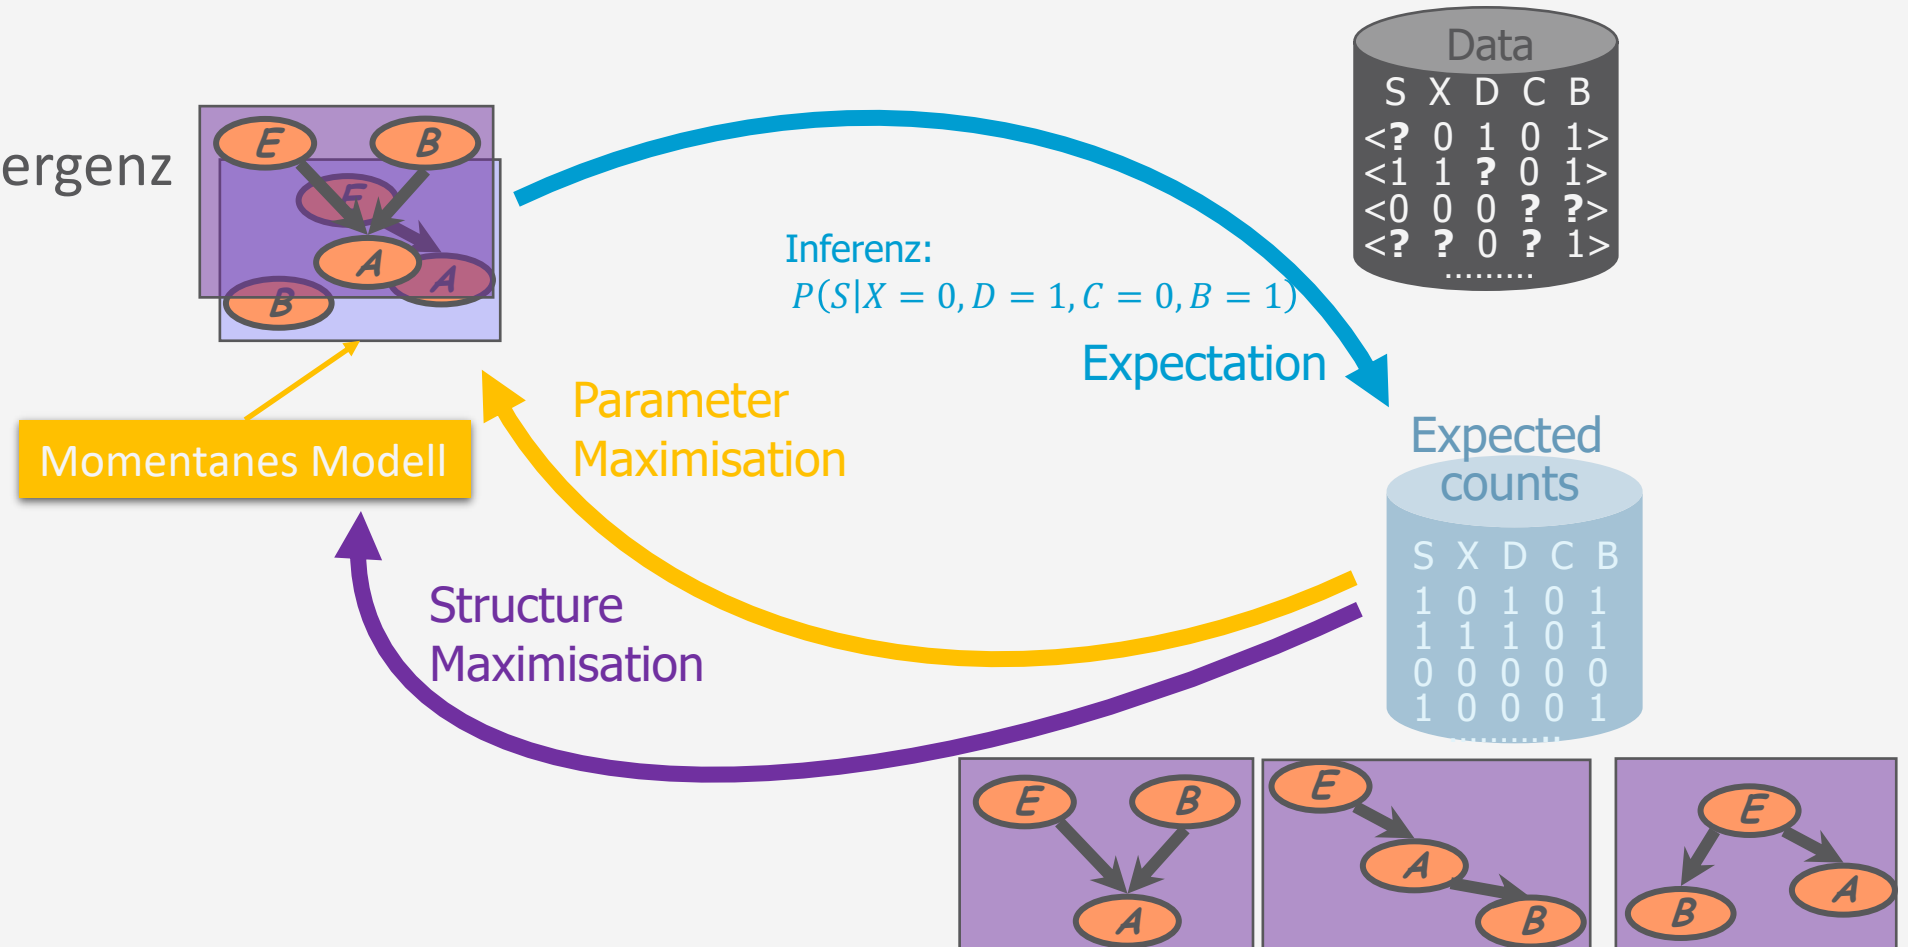 Data
S X D C B
<? 0 1 0 1>
<1 1 ? 0 1>
<0 0 0 ? ?>
<? ? 0 ? 1>
.........
ergenz
E B
E
A A
B
Inferenz:
P(S|X = 0, D = 1, C = 0, B = 1)
Expectation
Parameter
Maximisation
Momentanes Modell
Expected
counts
S X D C B
1 0 1 0 1
1 1 1 0 1
0 0 0 0 0
1 0 0 0 1
...........
Structure
Maximisation
E B
A
E
A
B
E
B A